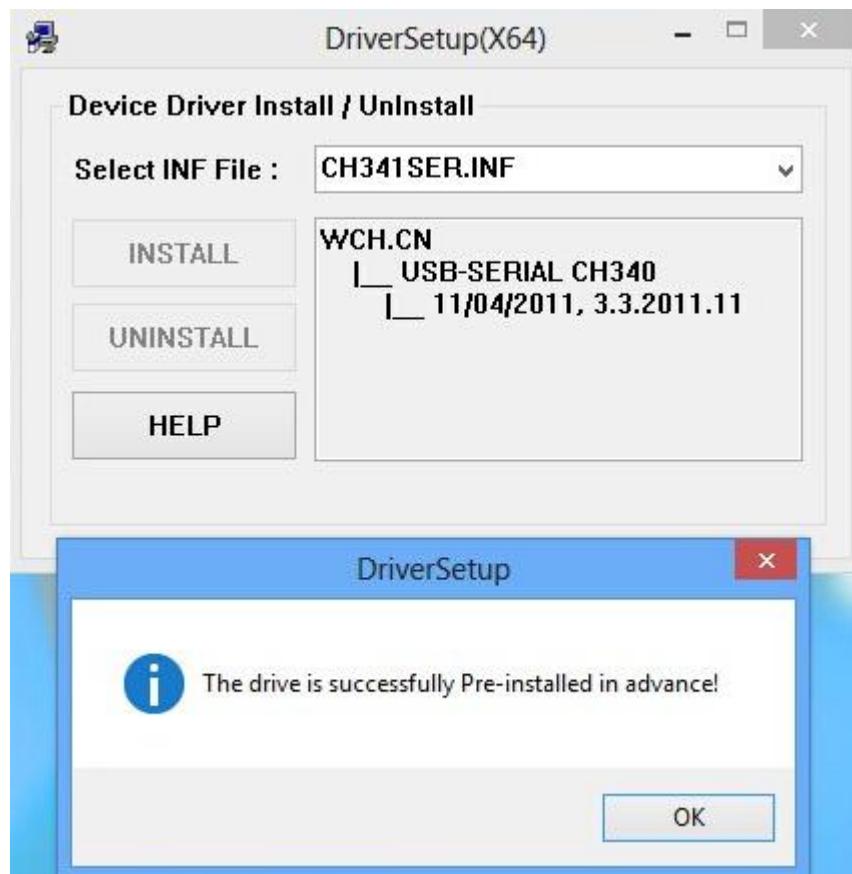 DriverSetup(X64)
Device Driver Install / UnInstall
Select INF File :
CH341SER.INF
INSTALL
UNINSTALL
HELP
WCH.CN
|__ USB-SERIAL CH340
|__ 11/04/2011, 3.3.2011.11
DriverSetup
The drive is successfully Pre-installed in advance!
OK